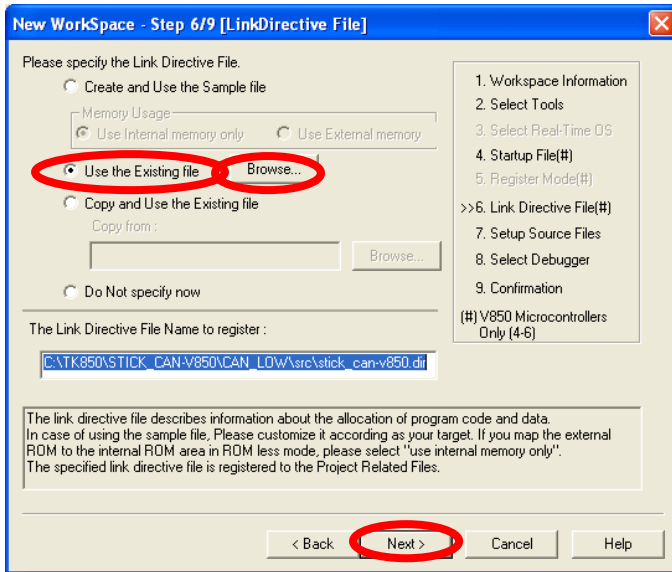 New WorkSpace - Step 6/9 [LinkDirective File]
Please specify the Link Directive File.
Create and Use the Sample file
Memory Usage
Use Internal memory only
Use External memory
Use the Existing file
Browse...
Copy and Use the Existing file
Copy from :
Browse...
Do Not specify now
The Link Directive File Name to register :
C:\TK850\STICK_CAN-V850\CAN_LOW\src\stick_can-v850.dir
1. Workspace Information
2. Select Tools
3. Select Real-Time OS
4. Startup File(#)
5. Register Mode(#)
>>6. Link Directive File(#)
7. Setup Source Files
8. Select Debugger
9. Confirmation
(#) V850 Microcontrollers
Only (4-6)
The link directive file describes information about the allocation of program code and data.
In case of using the sample file, Please customize it according as your target. If you map the external
ROM to the internal ROM area in ROM less mode, please select "use internal memory only".
The specified link directive file is registered to the Project Related Files.
< Back
Next >
Cancel
Help